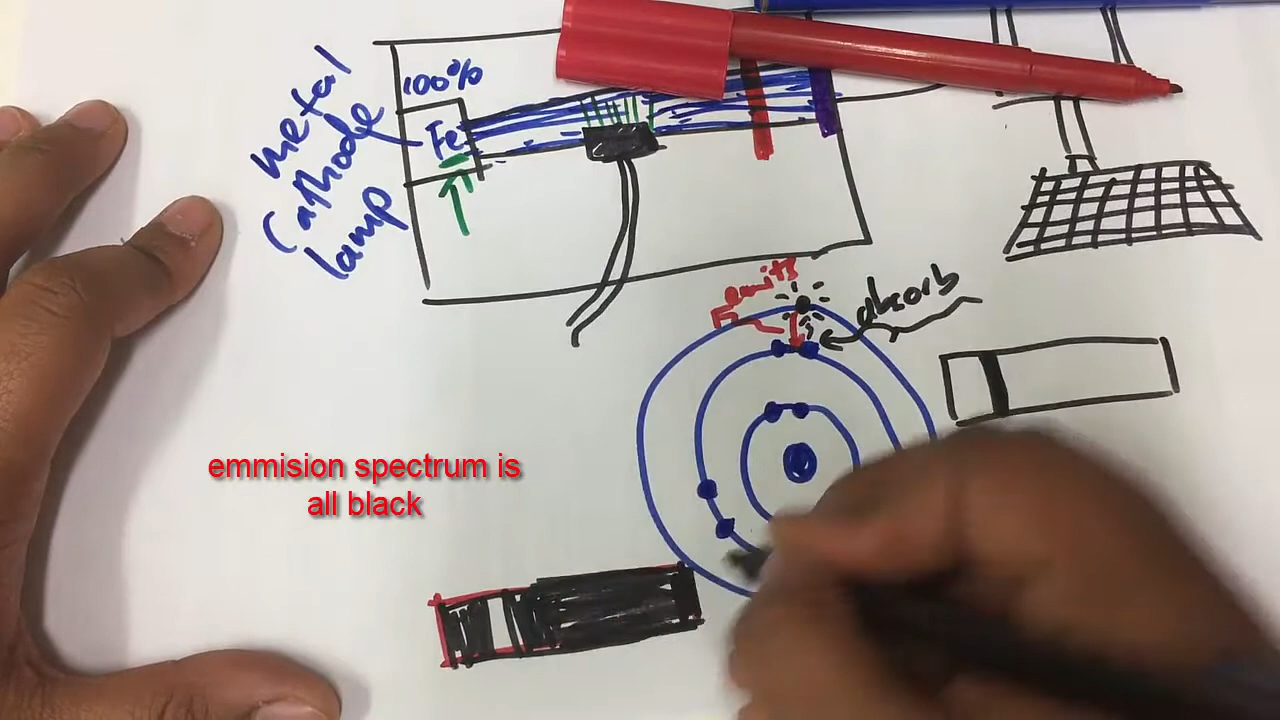 100%
metal
Cathode
lamp
Fe
emits
absorb
emmision spectrum is
all black